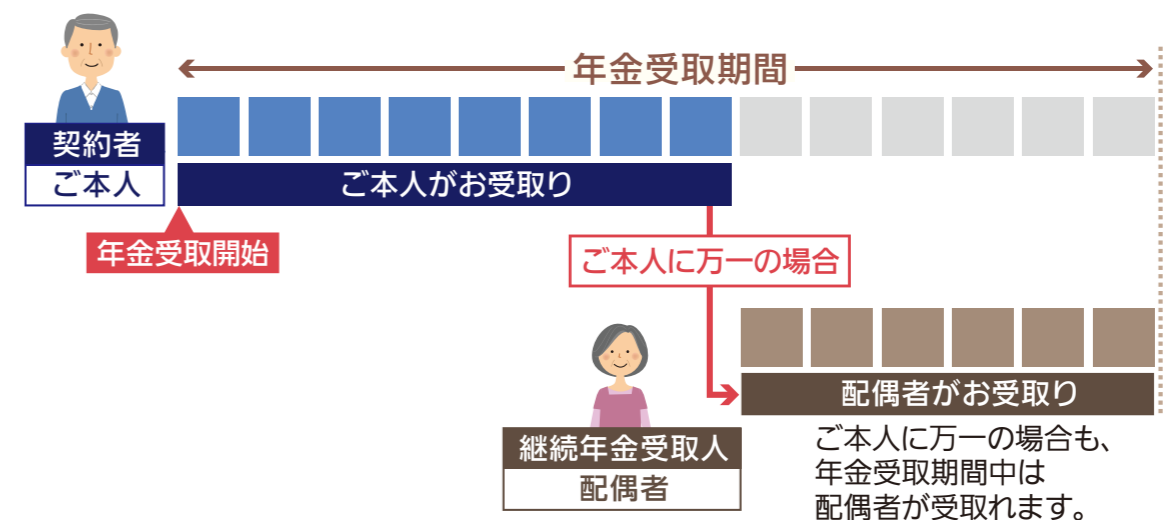 年金受取期間
契約者
ご本人
ご本人がお受取り
年金受取開始
ご本人に万一の場合
配偶者がお受取り
継続年金受取人
配偶者
ご本人に万一の場合も、
年金受取期間中は
配偶者が受取れます。